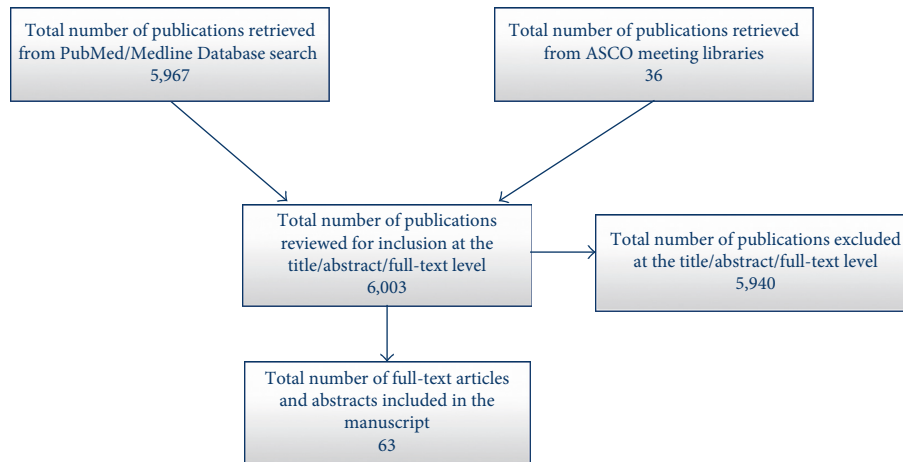 Total number of publications retrieved
from PubMed/Medline Database search
5,967
Total number of publications retrieved
from ASCO meeting libraries
36
Total number of publications
reviewed for inclusion at the
title/abstract/full-text level
6,003
Total number of publications excluded
at the title/abstract/full-text level
5,940
Total number of full-text articles
and abstracts included in the
manuscript
63